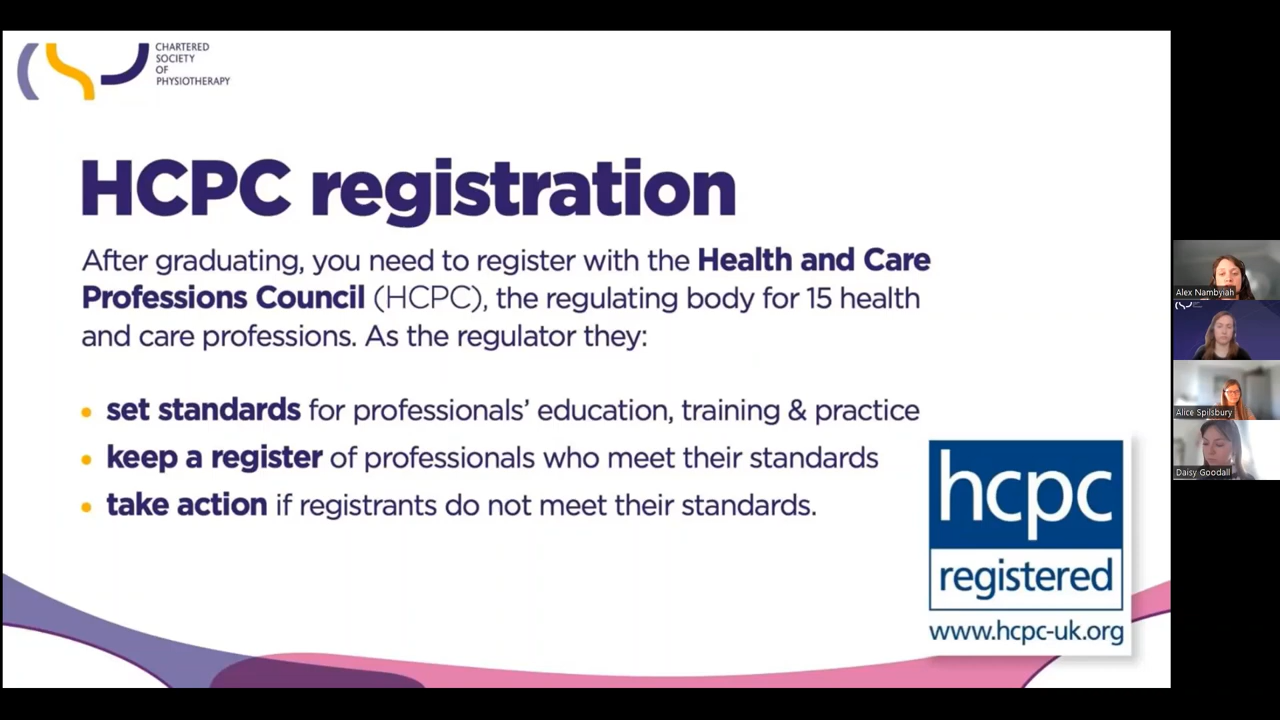 CHARTERED
SOCIETY
OF
PHYSIOTHERAPY
HCPC registration
After graduating, you need to register with the Health and Care
Professions Council (HCPC), the regulating body for 15 health
and care professions. As the regulator they:
• set standards for professionals' education, training & practice
• keep a register of professionals who meet their standards
• take action if registrants do not meet their standards.
hcpc
registered
www.hcpc-uk.org
Alex Nambyiah
Alice Spilsbury
Daisy Goodall